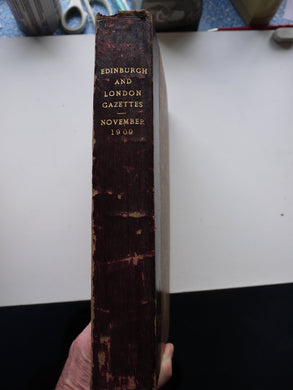 EDINBURGH
AND
LONDON
GAZETTES
NOVEMBER
1909